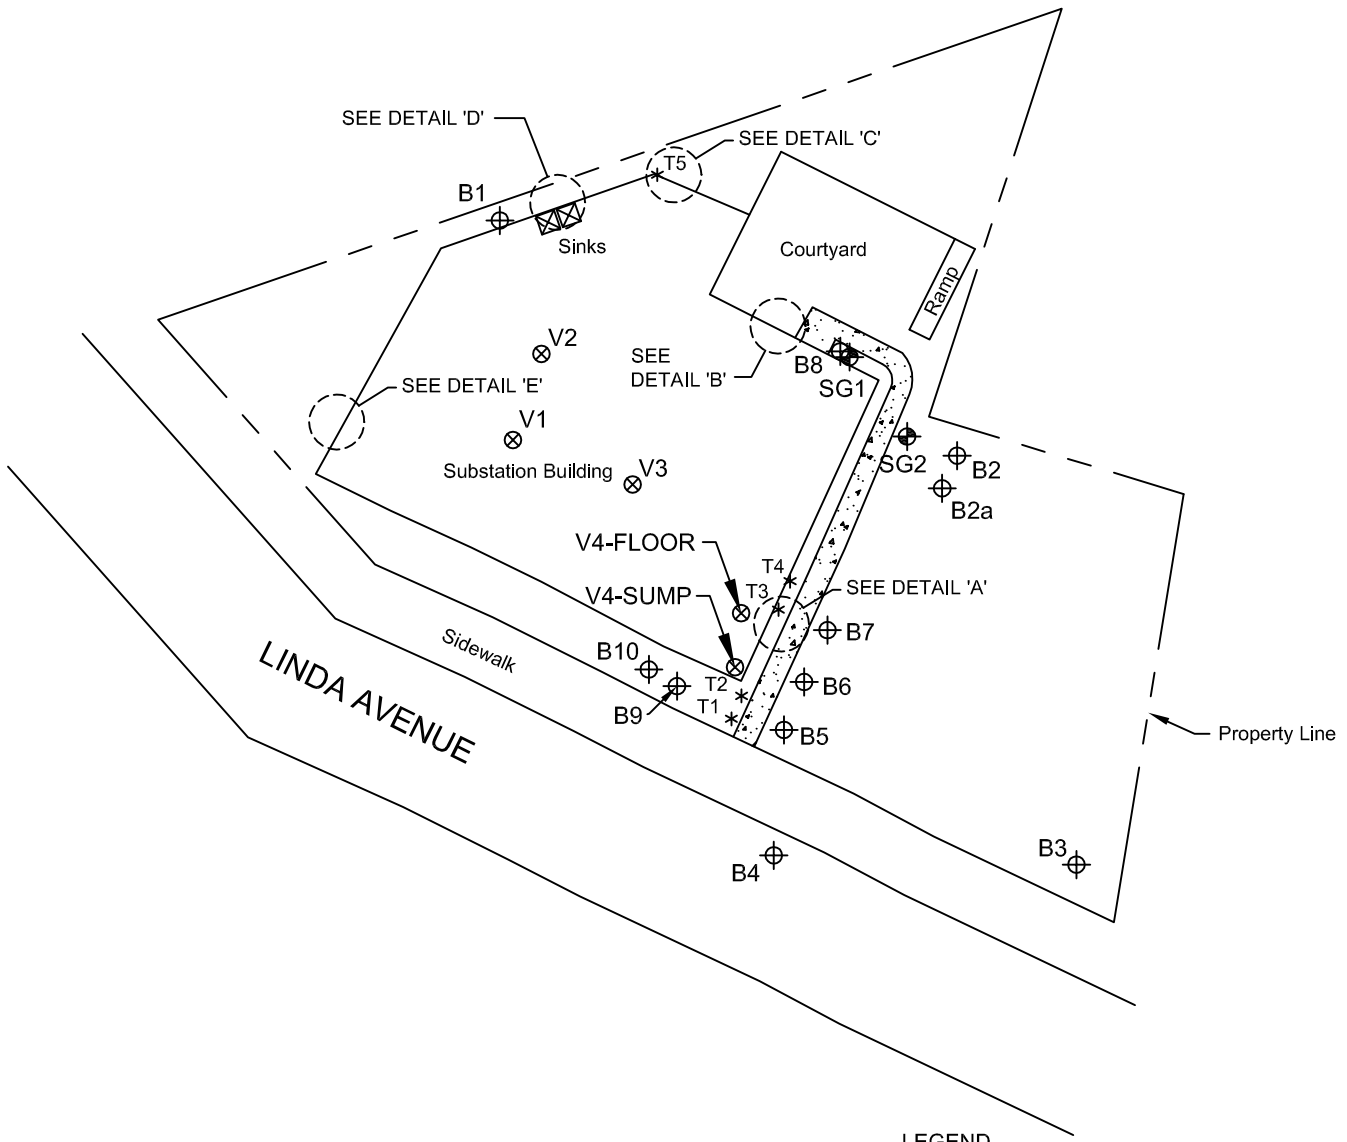 SEE DETAIL 'D'
SEE DETAIL 'C'
T5
B1
Sinks
Courtyard
Ramp
V2
SEE
DETAIL 'B'
B8
SG1
SEE DETAIL 'E'
V1
SG2
B2
Substation Building
V3
B2a
V4-FLOOR
T4
V4-SUMP
T3
SEE DETAIL 'A'
B7
Sidewalk
B10
T2
B6
LINDA AVENUE
T1
B9
B5
Property Line
B3
B4
LEGEND